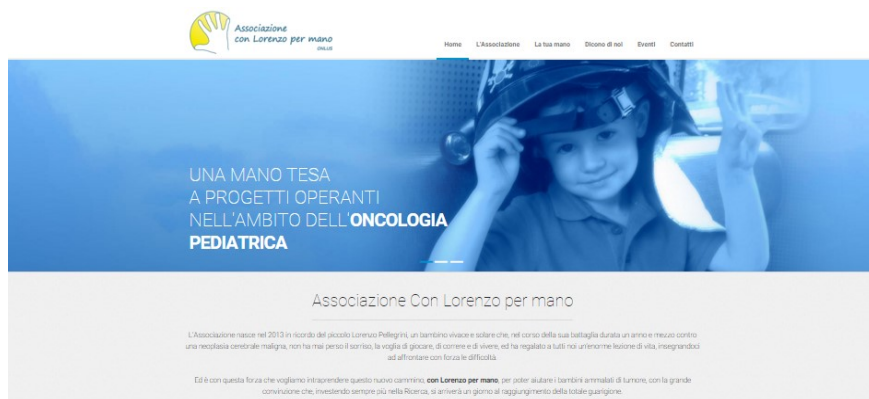 Associazione
con Lorenzo per mano
ONLUS
Home L'Associazione La tua mano Dicono di noi Eventi Contatti
UNA MANO TESA
A PROGETTI OPERANTI
NELL'AMBITO DELL'ONCOLOGIA
PEDIATRICA
Associazione Con Lorenzo per mano
L'Associazione nasce nel 2013 in ricordo del piccolo Lorenzo Pellegrini, un bambino vivace e solare che, nel corso della sua battaglia durata un anno e mezzo contro
una neoplasia cerebrale maligna, non ha mai perso il sorriso, la voglia di giocare, di correre e di vivere, ed ha regalato a tutti noi un'enorme lezione di vita, insegnandoci
ad affrontare con forza le difficoltà.
Ed è con questa forza che vogliamo intraprendere questo nuovo cammino, con Lorenzo per mano, per poter aiutare i bambini ammalati di tumore, con la grande
convinzione che, investendo sempre più nella Ricerca, si arriverà un giorno al raggiungimento della totale guarigione.